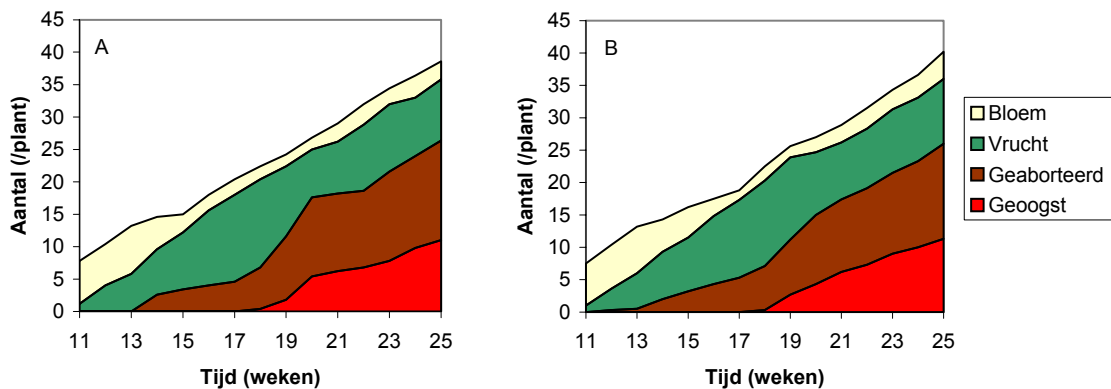 A
Aantal (/plant)
45
40
35
30
25
20
15
10
5
0
11 13 15 17 19 21 23 25
Tijd (weken)
B
Aantal (/plant)
45
40
35
30
25
20
15
10
5
0
11 13 15 17 19 21 23 25
Tijd (weken)
Bloem
Vrucht
Geaborteerd
Geoogst